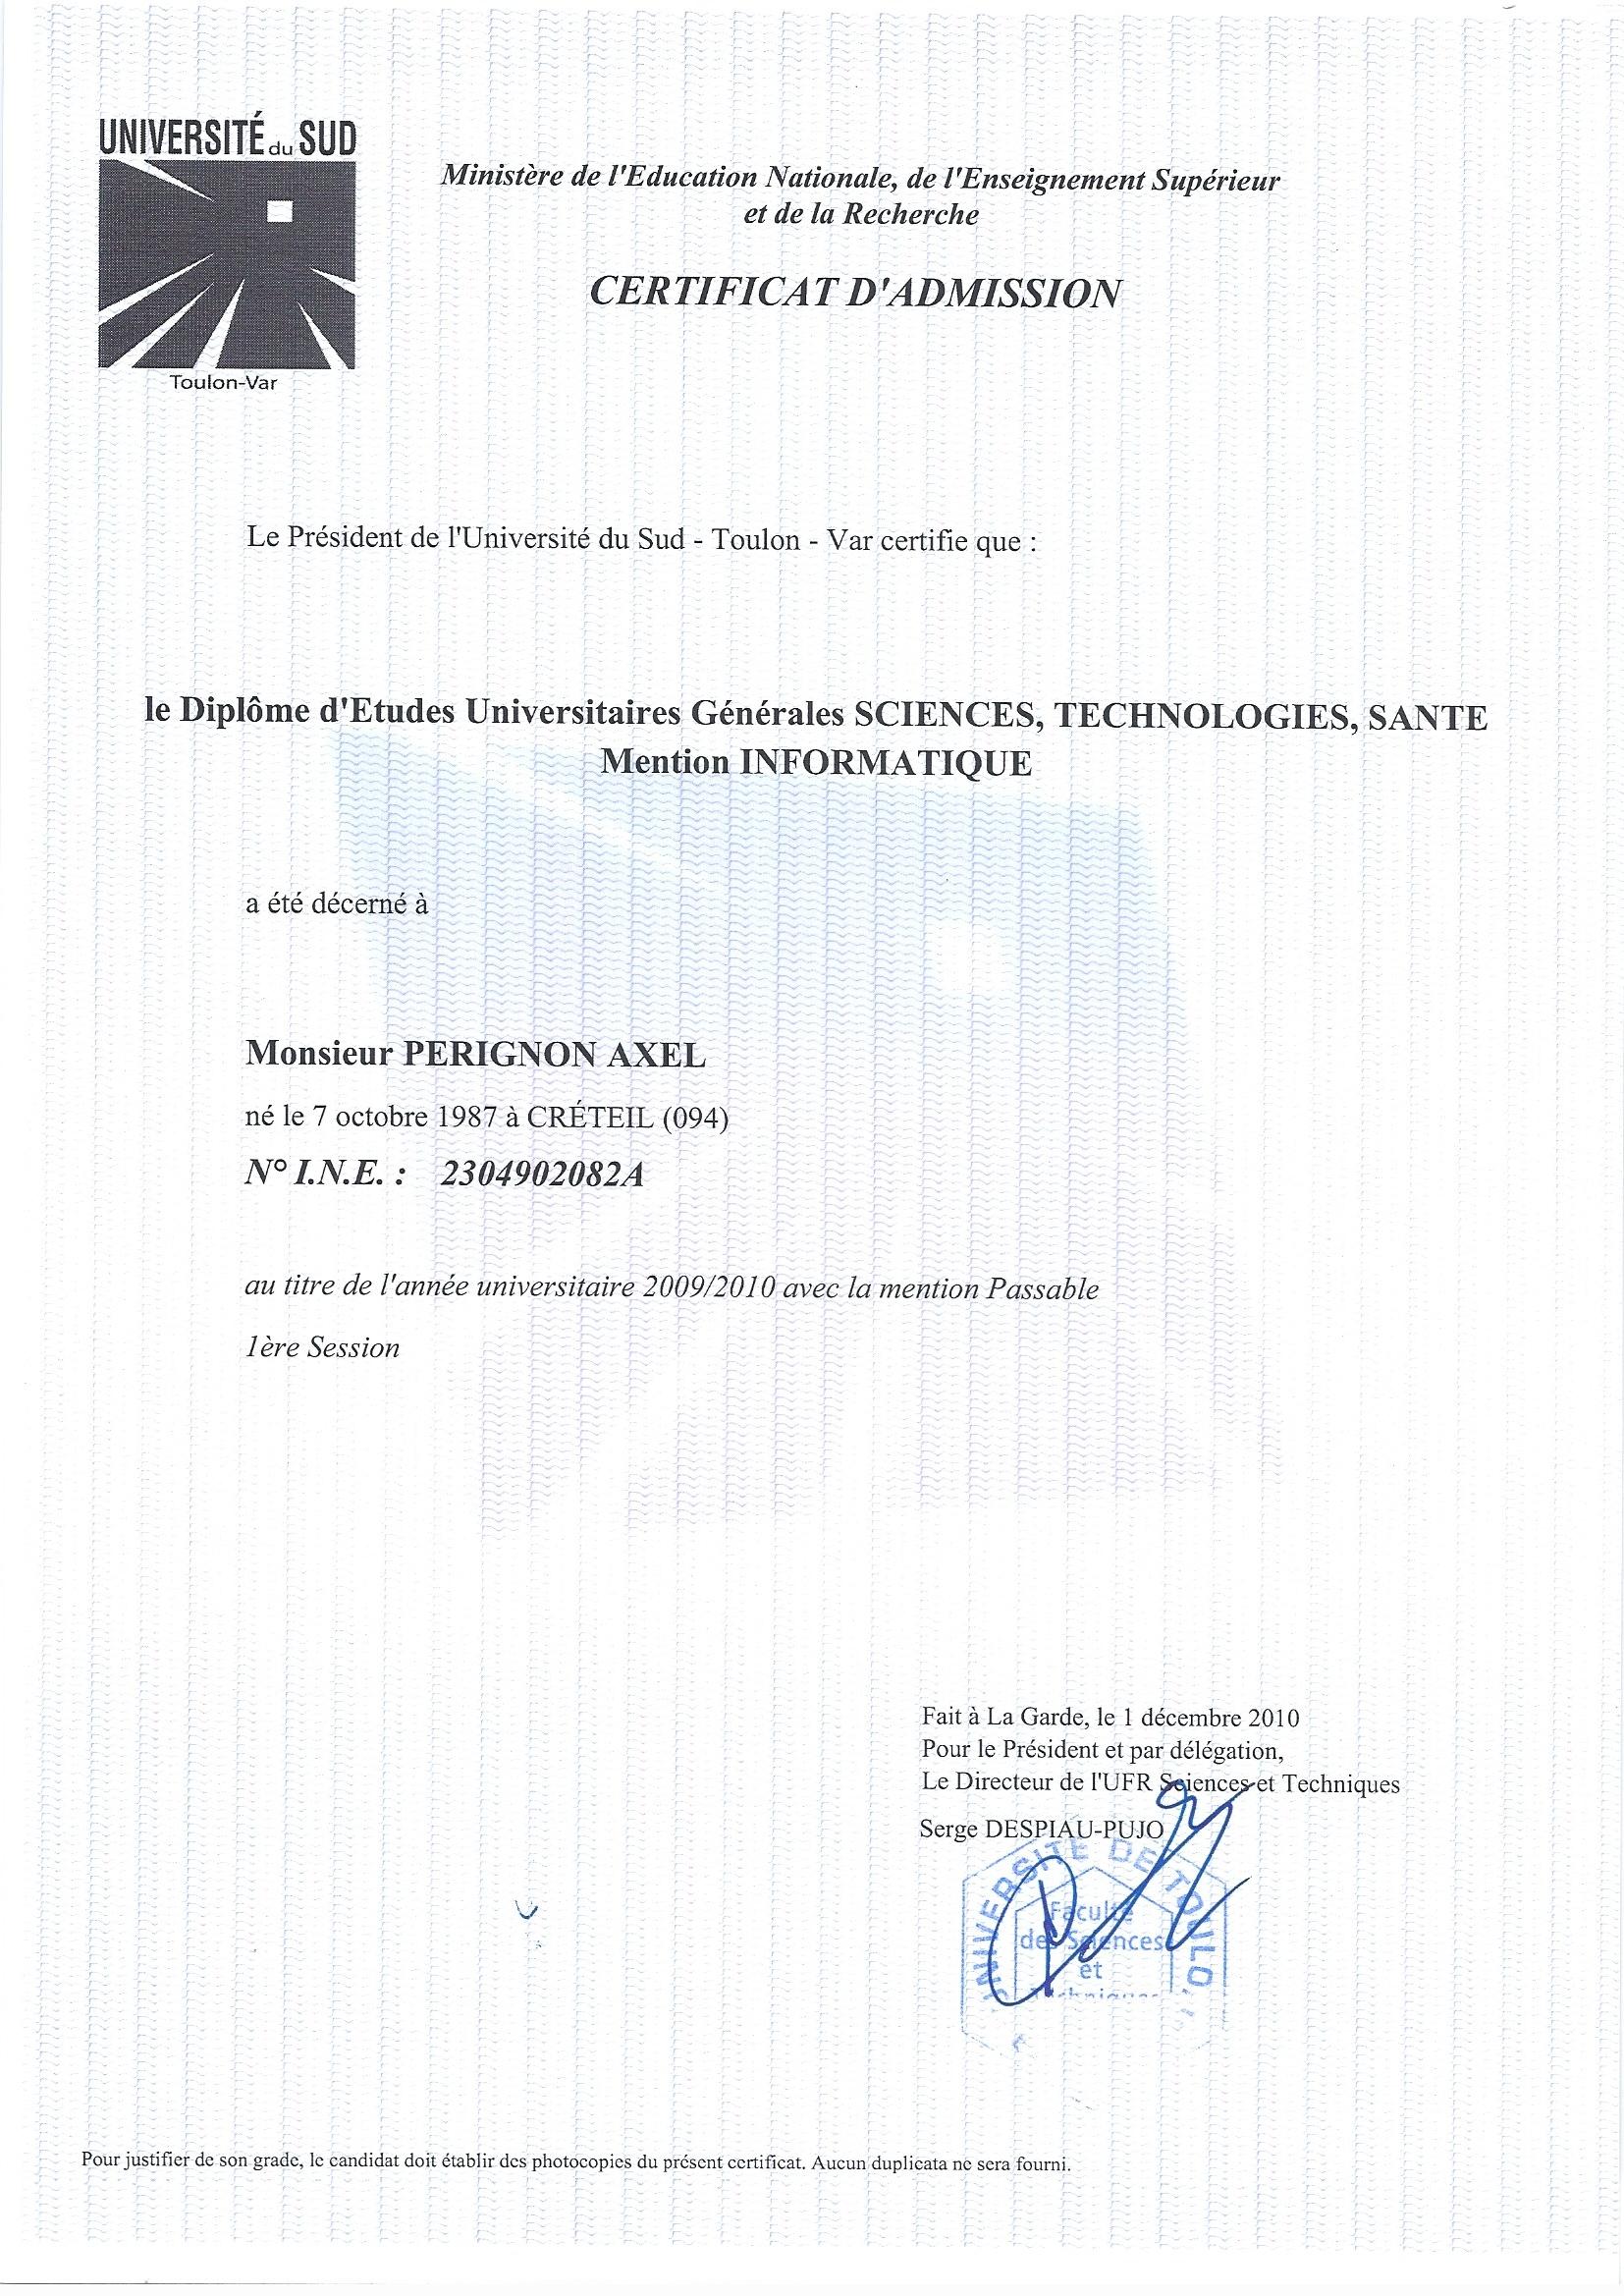 UNIVERSITÉ du SUD
Toulon-Var
Ministère de l'Education Nationale, de l'Enseignement Supérieur
et de la Recherche
CERTIFICAT D'ADMISSION
Le Président de l'Université du Sud - Toulon - Var certifie que :
le Diplôme d'Etudes Universitaires Générales SCIENCES, TECHNOLOGIES, SANTE
Mention INFORMATIQUE
a été décerné à
Monsieur PERIGNON AXEL
né le 7 octobre 1987 à CRÉTEIL (094)
N° I.N.E. : 2304902082A
au titre de l'année universitaire 2009/2010 avec la mention Passable
1ère Session
Fait à La Garde, le 1 décembre 2010
Pour le Président et par délégation,
Le Directeur de l'UFR Sciences et Techniques
Serge DESPIAU-PUJO
UNIVERSITE DE TOULON
Faculté
des Sciences
et
Techniques
Pour justifier de son grade, le candidat doit établir des photocopies du présent certificat. Aucun duplicata ne sera fourni.